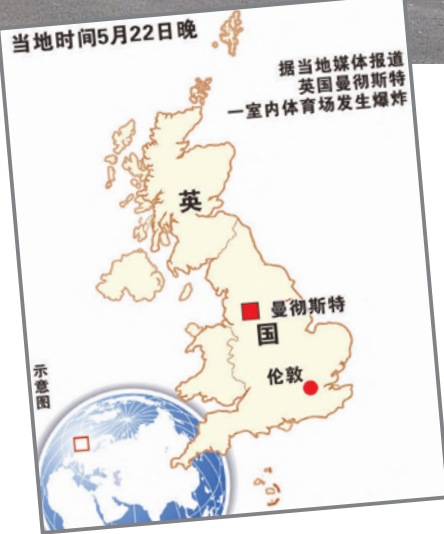 当地时间5月22日晚
据当地媒体报道
英国曼彻斯特
一室内体育场发生爆炸
英
曼彻斯特
国
伦敦
示意图